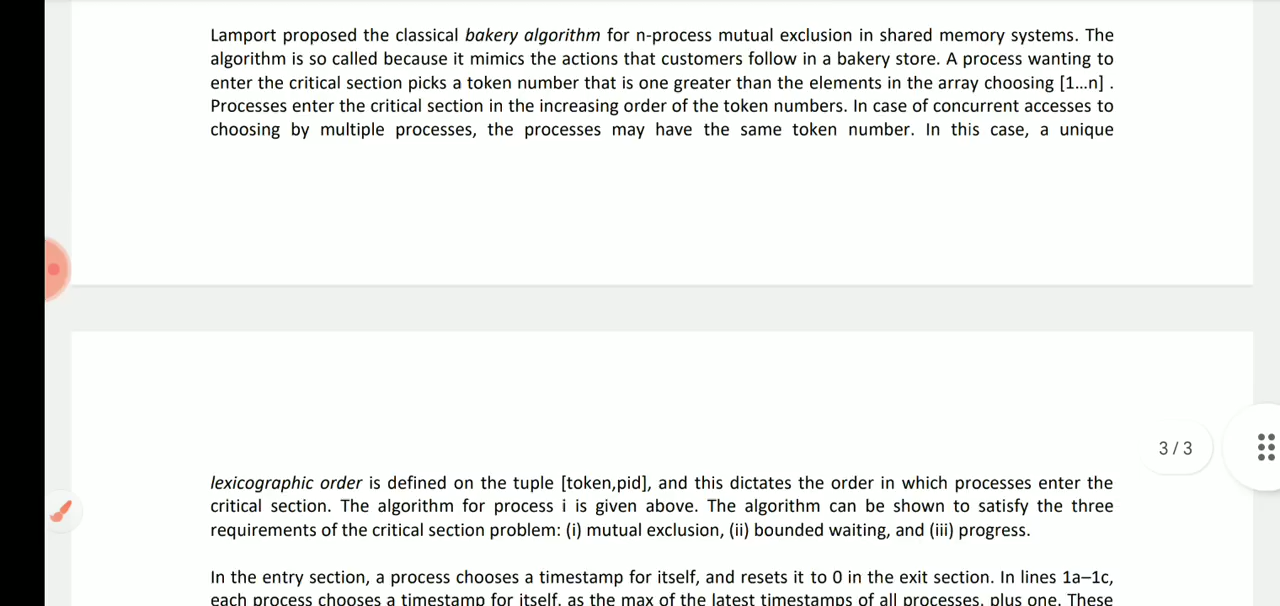 Lamport proposed the classical bakery algorithm for n-process mutual exclusion in shared memory systems. The
algorithm is so called because it mimics the actions that customers follow in a bakery store. A process wanting to
enter the critical section picks a token number that is one greater than the elements in the array choosing [1...n] .
Processes enter the critical section in the increasing order of the token numbers. In case of concurrent accesses to
choosing by multiple processes, the processes may have the same token number. In this case, a unique
3 / 3
lexicographic order is defined on the tuple [token,pid], and this dictates the order in which processes enter the
critical section. The algorithm for process i is given above. The algorithm can be shown to satisfy the three
requirements of the critical section problem: (i) mutual exclusion, (ii) bounded waiting, and (iii) progress.
In the entry section, a process chooses a timestamp for itself, and resets it to 0 in the exit section. In lines 1a–1c,
each process chooses a timestamp for itself, as the max of the latest timestamps of all processes, plus one. These